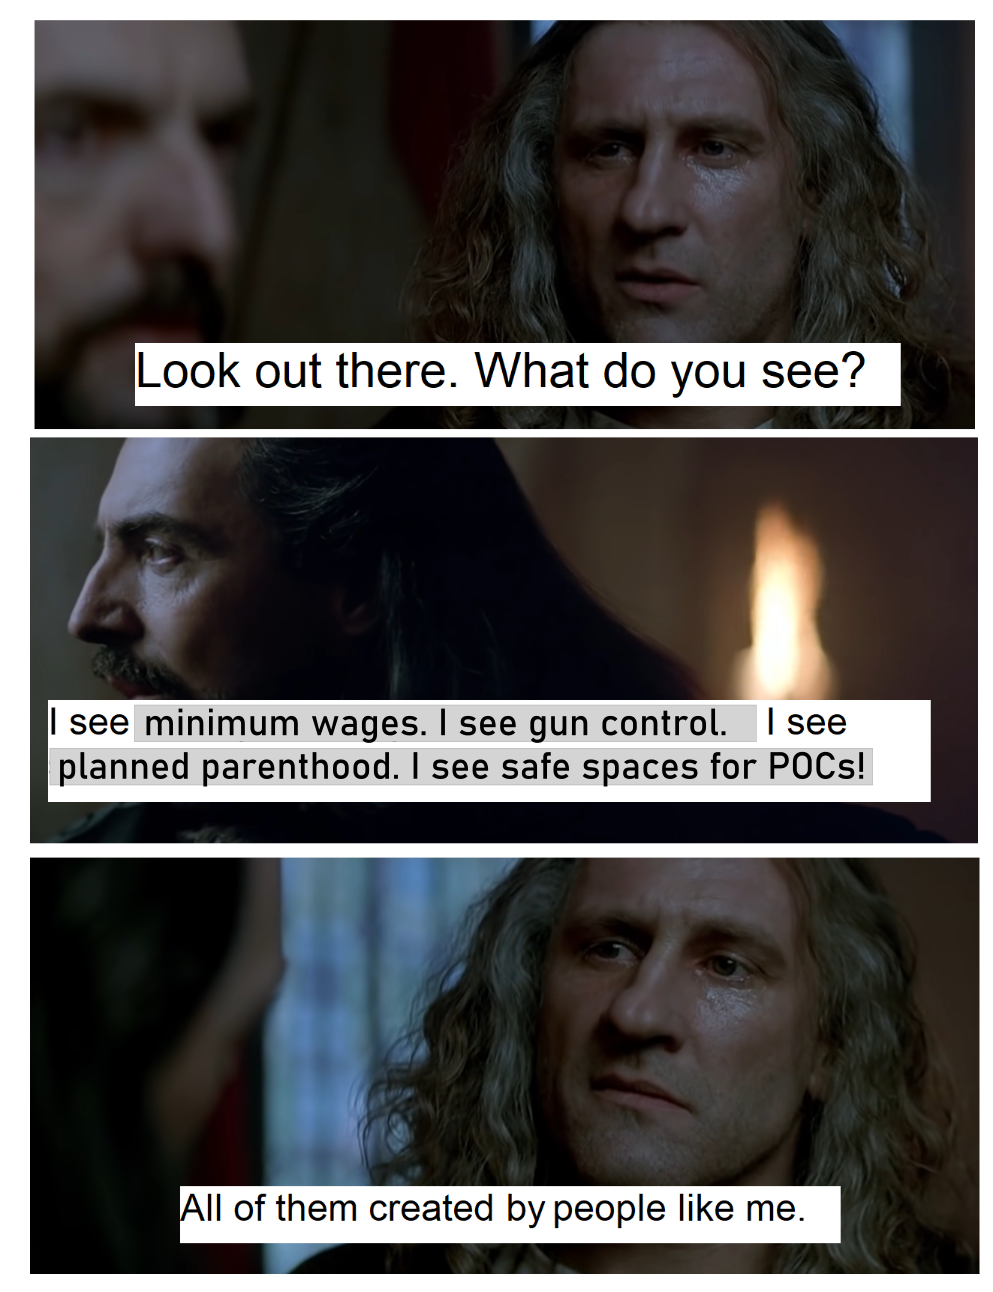 Look out there. What do you see?
I see minimum wages. I see gun control. I see
planned parenthood. I see safe spaces for POCs!
All of them created by people like me.